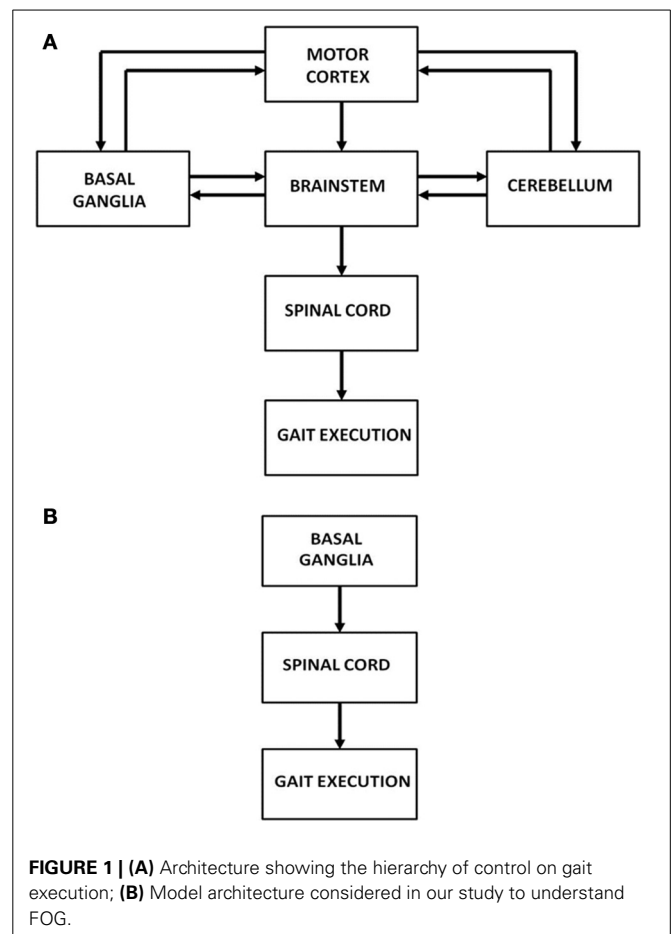 A
MOTOR
CORTEX
BASAL
GANGLIA
BRAINSTEM
CEREBELLUM
SPINAL CORD
GAIT EXECUTION
B
BASAL
GANGLIA
SPINAL CORD
GAIT EXECUTION
FIGURE 1 | (A) Architecture showing the hierarchy of control on gait
execution; (B) Model architecture considered in our study to understand
FOG.